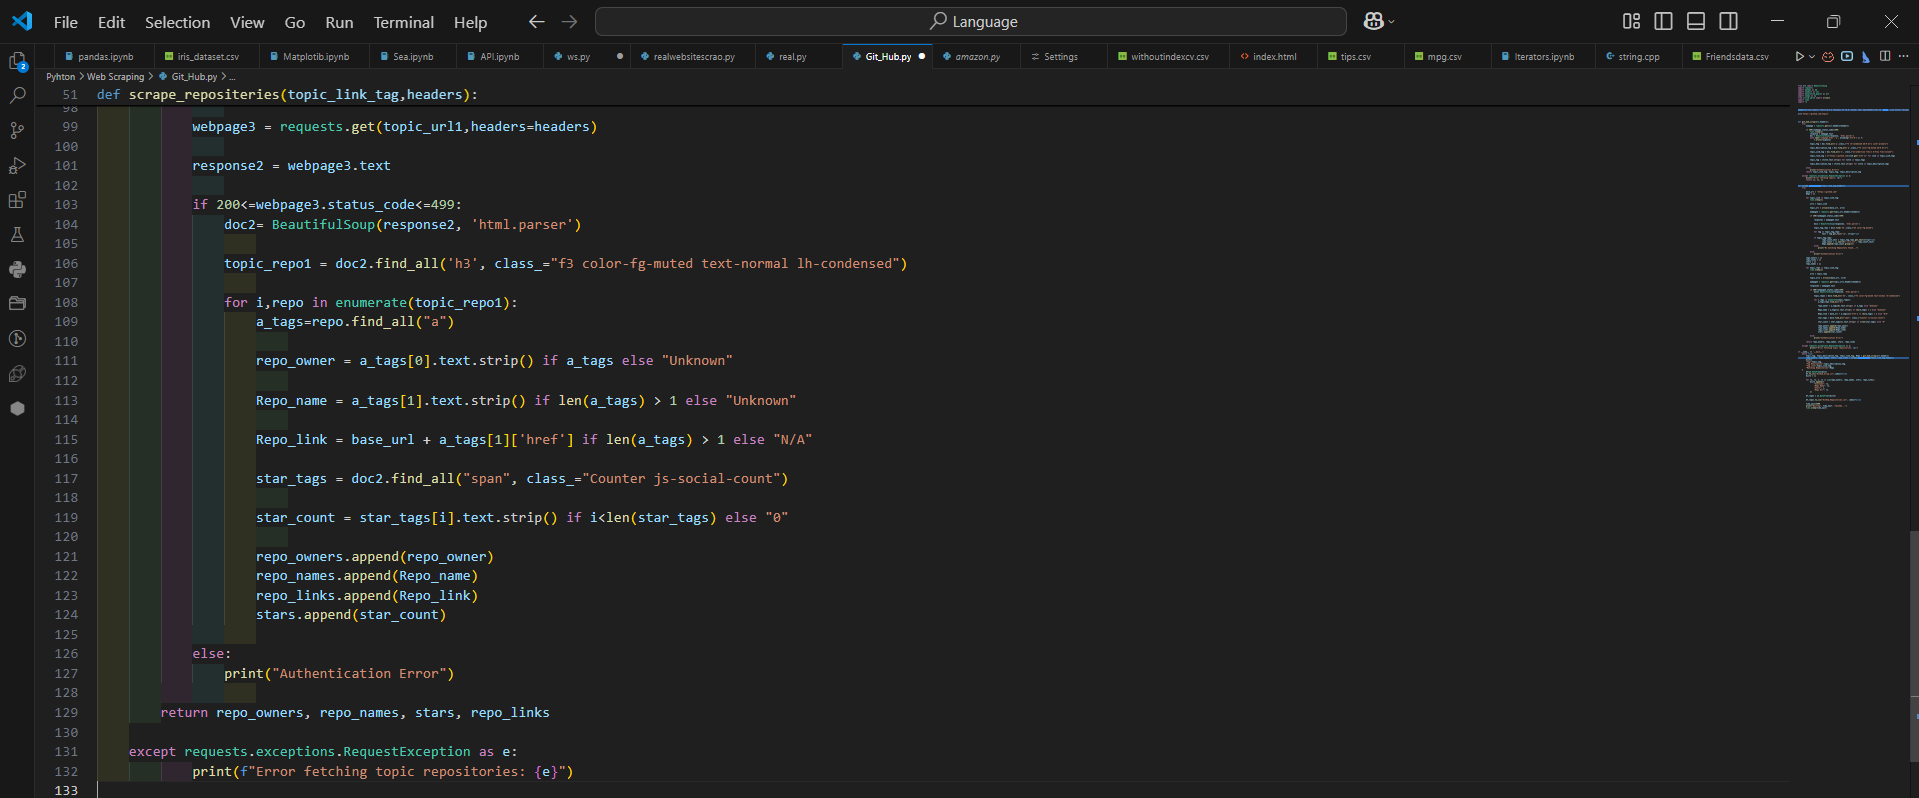 File Edit Selection View Go Run Terminal Help
Language
pandas.ipynb iris_dataset.csv Matplotib.ipynb Sea.ipynb API.ipynb ws.py realwebsitescrao.py real.py Git_Hub.py amazon.py Settings withoutindexcv.csv index.html tips.csv mpg.csv Iterators.ipynb string.cpp Friendsdata.csv
Pyhton > Web Scraping > Git_Hub.py > ...
51 def scrape_repositeries(topic_link_tag,headers):
98
99 webpage3 = requests.get(topic_url1,headers=headers)
100
101 response2 = webpage3.text
102
103 if 200<=webpage3.status_code<=499:
104 doc2= BeautifulSoup(response2, 'html.parser')
105
106 topic_repo1 = doc2.find_all('h3', class_="f3 color-fg-muted text-normal lh-condensed")
107
108 for i,repo in enumerate(topic_repo1):
109 a_tags=repo.find_all("a")
110
111 repo_owner = a_tags[0].text.strip() if a_tags else "Unknown"
112
113 Repo_name = a_tags[1].text.strip() if len(a_tags) > 1 else "Unknown"
114
115 Repo_link = base_url + a_tags[1]['href'] if len(a_tags) > 1 else "N/A"
116
117 star_tags = doc2.find_all("span", class_="Counter js-social-count")
118
119 star_count = star_tags[i].text.strip() if i<len(star_tags) else "0"
120
121 repo_owners.append(repo_owner)
122 repo_names.append(Repo_name)
123 repo_links.append(Repo_link)
124 stars.append(star_count)
125
126 else:
127 print("Authentication Error")
128
129 return repo_owners, repo_names, stars, repo_links
130
131 except requests.exceptions.RequestException as e:
132 print(f"Error fetching topic repositories: {e}")
133
2